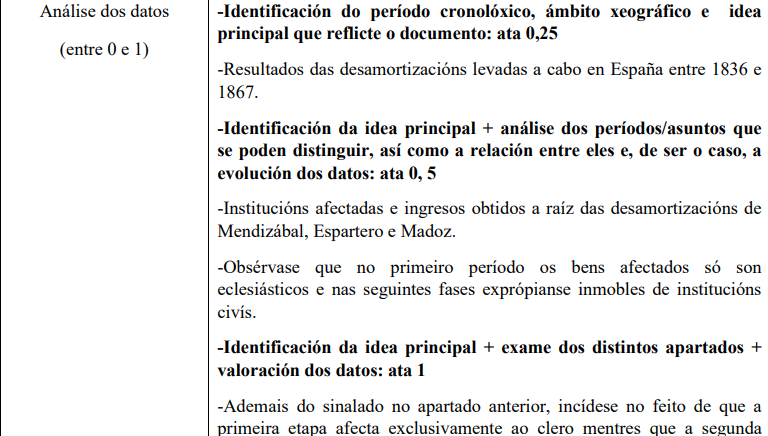 Análise dos datos
(entre 0 e 1)
-Identificación do período cronolóxico, ámbito xeográfico e idea
principal que reflicte o documento: ata 0,25
-Resultados das desamortizacións levadas a cabo en España entre 1836 e
1867.
-Identificación da idea principal + análise dos períodos/asuntos que
se poden distinguir, así como a relación entre eles e, de ser o caso, a
evolución dos datos: ata 0, 5
-Institucións afectadas e ingresos obtidos a raíz das desamortizacións de
Mendizábal, Espartero e Madoz.
-Obsérvase que no primeiro período os bens afectados só son
eclesiásticos e nas seguintes fases exprópianse inmobles de institucións
civís.
-Identificación da idea principal + exame dos distintos apartados +
valoración dos datos: ata 1
-Ademais do sinalado no apartado anterior, incídese no feito de que a
primeira etapa afecta exclusivamente ao clero mentres que a segunda